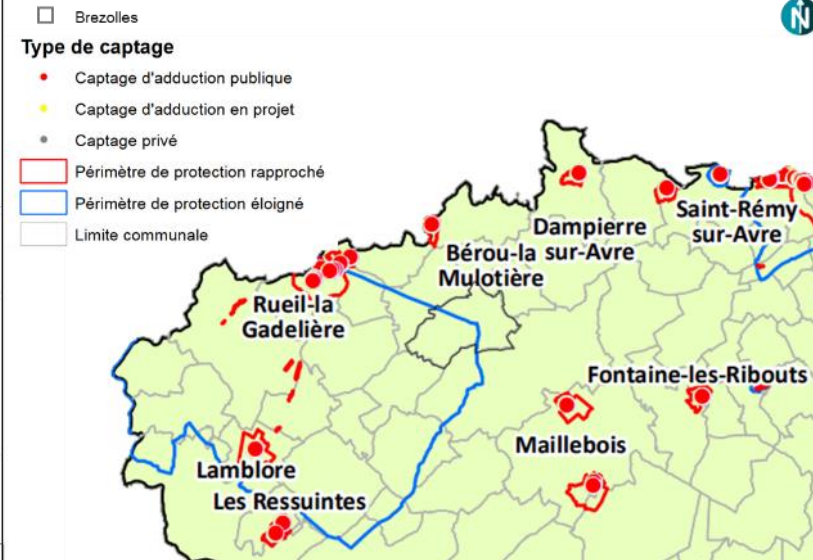 Brezolles
Type de captage
Captage d'adduction publique
Captage d'adduction en projet
Captage privé
Périmètre de protection rapproché
Périmètre de protection éloigné
Limite communale
N
Dampierre
sur-Avre
Saint-Rémy
sur-Avre
Bérou-la
Mulotière
Rueil-la
Gadelière
Fontaine-les-Ribouts
Maillebois
Lamblore
Les Ressuintes